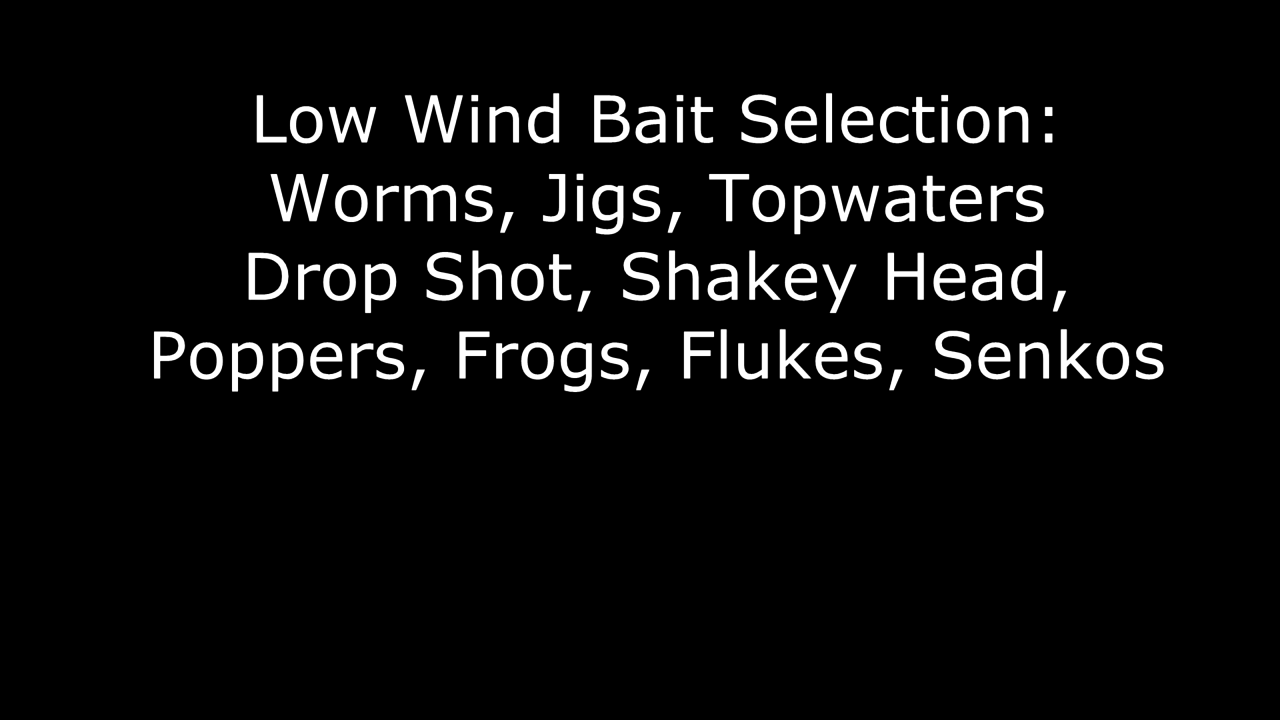 Low Wind Bait Selection:
Worms, Jigs, Topwaters
Drop Shot, Shakey Head,
Poppers, Frogs, Flukes, Senkos